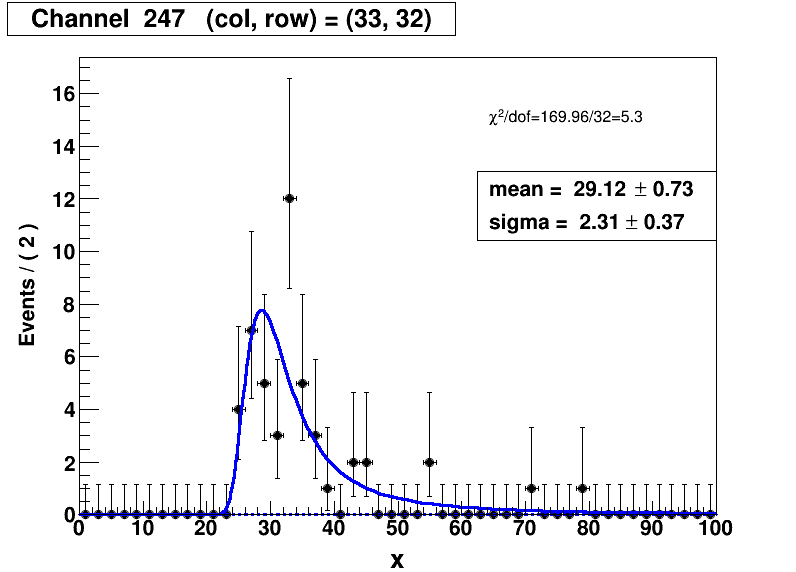 Channel 247 (col, row) = (33, 32)
χ²/dof=169.96/32=5.3
mean = 29.12 ± 0.73
sigma = 2.31 ± 0.37
Events / ( 2 )
16
14
12
10
8
6
4
2
0
0 10 20 30 40 50 60 70 80 90 100
x